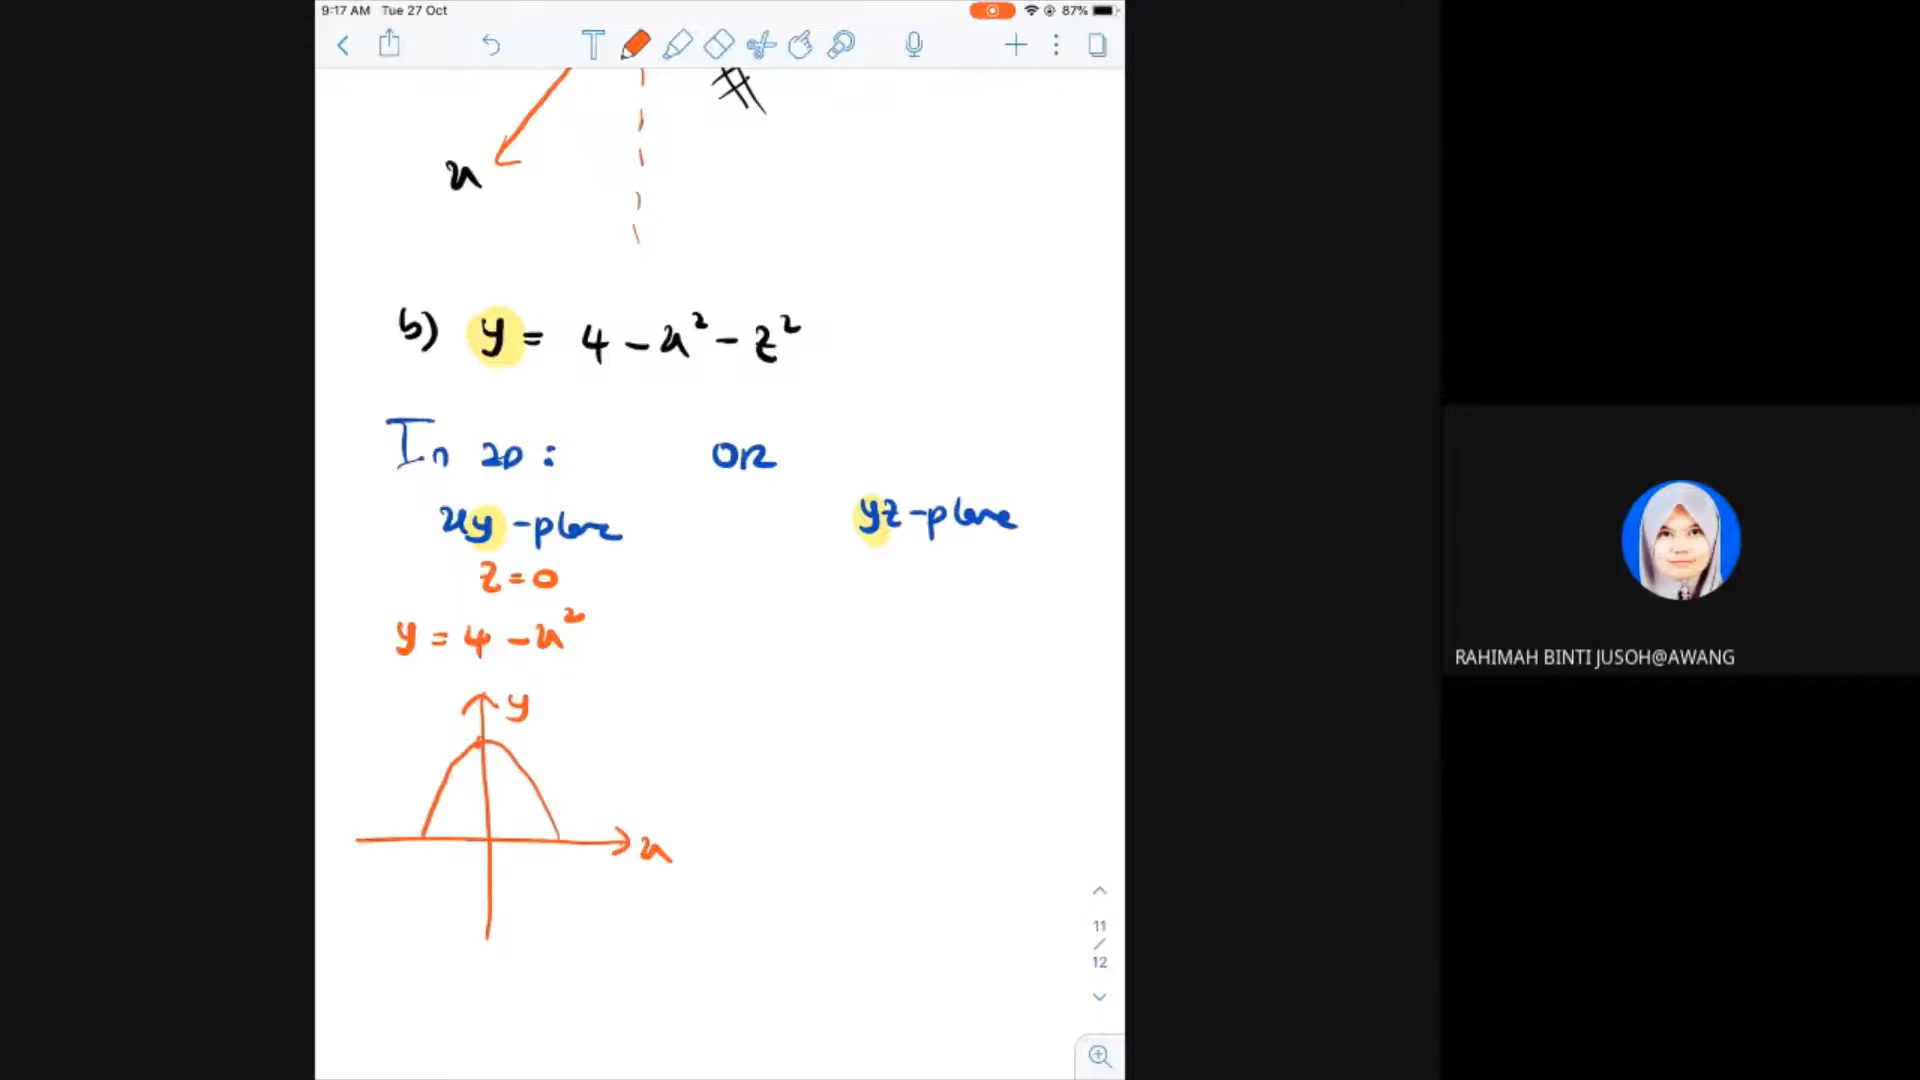 9:17 AM Tue 27 Oct 87%
x
b) y = 4 - x² - z²
In 2D : OR
xy-plane yz-plane
z = 0
y = 4 - x²
y
x
11
/
12
RAHIMAH BINTI JUSOH@AWANG